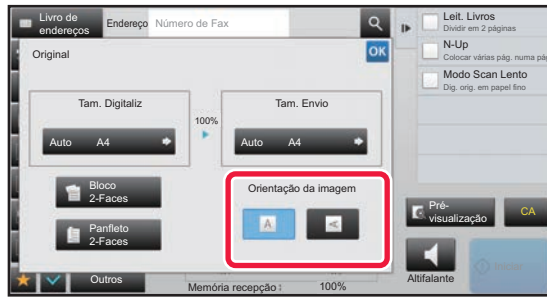 Livro de
endereços
Endereço
Número de Fax
Original
OK
Tam. Digitaliz
100%
Tam. Envio
Auto A4
Auto A4
Bloco
2-Faces
Orientação da imagem
A
A
Panfleto
2-Faces
Outros
Memória recepção :
100%
Leit. Livros
Dividir em 2 páginas
N-Up
Colocar várias pág. numa
Modo Scan Lento
Dig. orig. em papel fino
Pré-
visualização
CA
Altifalante
Iniciar